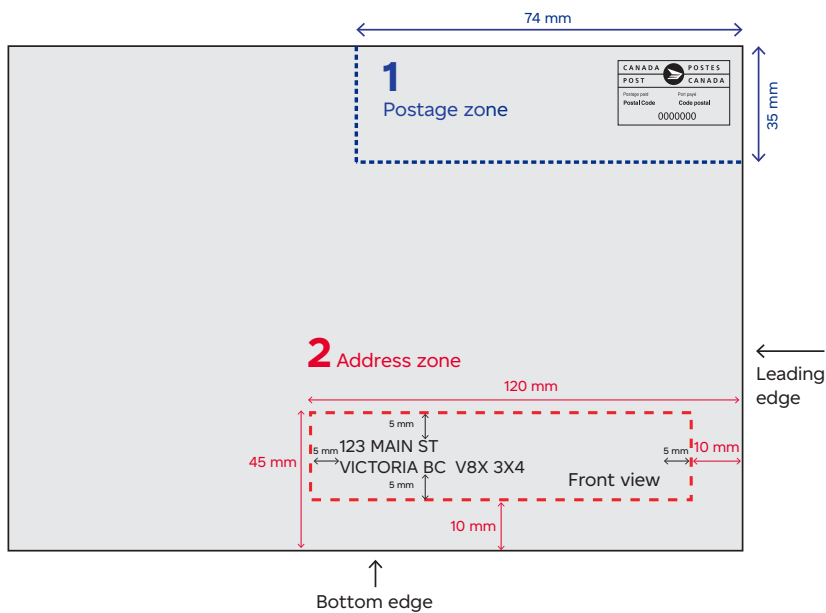 74 mm
1
Postage zone
CANADA POSTES
POST CANADA
Postage paid Port payé
Postal Code Code postal
0000000
35 mm
2 Address zone
Leading
edge
120 mm
5 mm
5 mm 123 MAIN ST 5 mm 10 mm
45 mm
VICTORIA BC V8X 3X4
Front view
5 mm
10 mm
Bottom edge